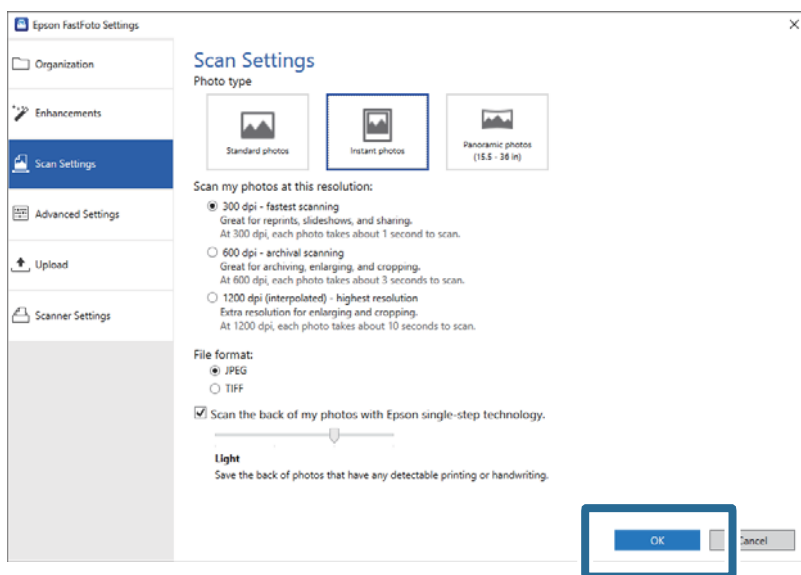 Epson FastFoto Settings
Organization
Enhancements
Scan Settings
Advanced Settings
Upload
Scanner Settings
Scan Settings
Photo type
Standard photos
Instant photos
Panoramic photos
(15.5 - 36 in)
Scan my photos at this resolution:
300 dpi - fastest scanning
Great for reprints, slideshows, and sharing.
At 300 dpi, each photo takes about 1 second to scan.
600 dpi - archival scanning
Great for archiving, enlarging, and cropping.
At 600 dpi, each photo takes about 3 seconds to scan.
1200 dpi (interpolated) - highest resolution
Extra resolution for enlarging and cropping.
At 1200 dpi, each photo takes about 10 seconds to scan.
File format:
JPEG
TIFF
Scan the back of my photos with Epson single-step technology.
Light
Save the back of photos that have any detectable printing or handwriting.
OK
Cancel